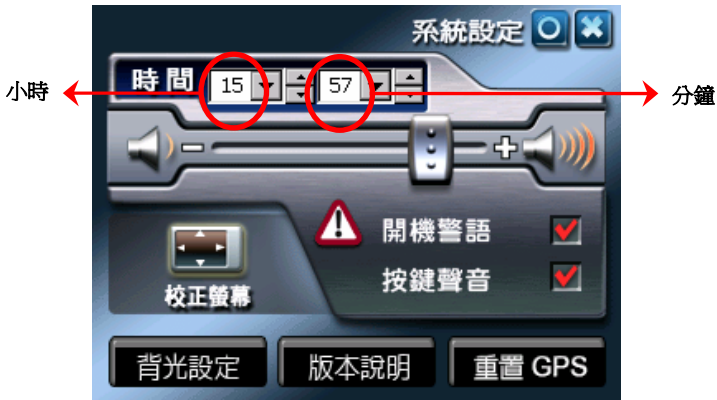 系統設定
時間 15 57
小時
分鐘
開機警語
按鍵聲音
校正螢幕
背光設定
版本說明
重置 GPS